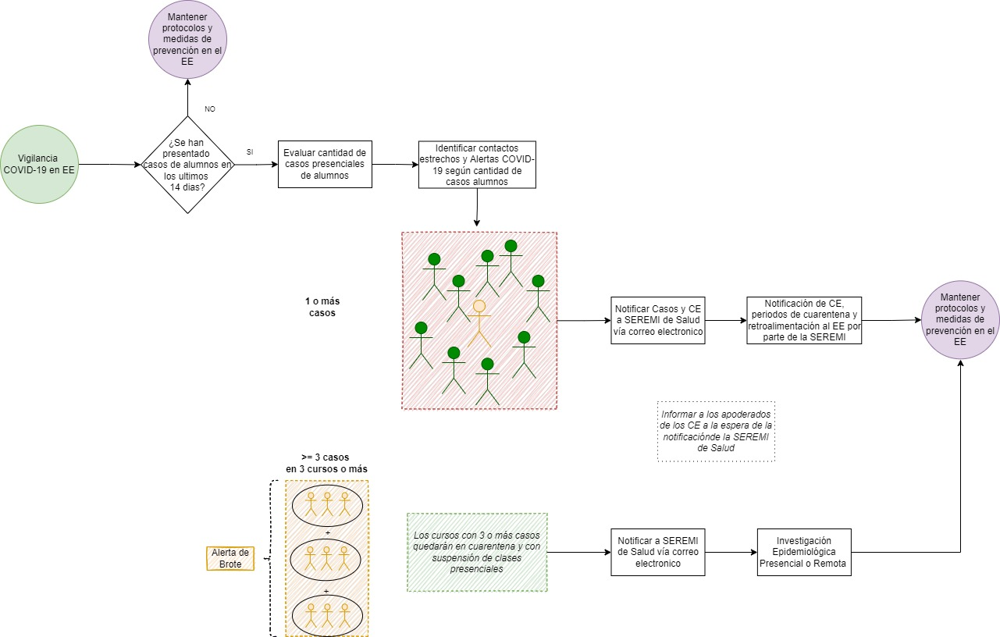 Mantener
protocolos y
medidas de
prevención en el
EE
NO
Vigilancia
COVID-19 en EE
¿Se han
presentado
casos de alumnos en
los ultimos
14 dias?
SI
Evaluar cantidad de
casos presenciales
de alumnos
Identificar contactos
estrechos y Alertas COVID-
19 según cantidad de
casos alumnos
1 o más
casos
Notificar Casos y CE
a SEREMI de Salud
vía correo electronico
Notificación de CE,
periodos de cuarentena y
retroalimentación al EE por
parte de la SEREMI
Mantener
protocolos y
medidas de
prevención en el
EE
Informar a los apoderados
de los CE a la espera de la
notificaciónde la SEREMI
de Salud
>= 3 casos
en 3 cursos o más
Alerta de
Brote
+
+
Los cursos con 3 o más casos
quedarán en cuarentena y con
suspensión de clases
presenciales
Notificar a SEREMI
de Salud vía correo
electronico
Investigación
Epidemiológica
Presencial o Remota